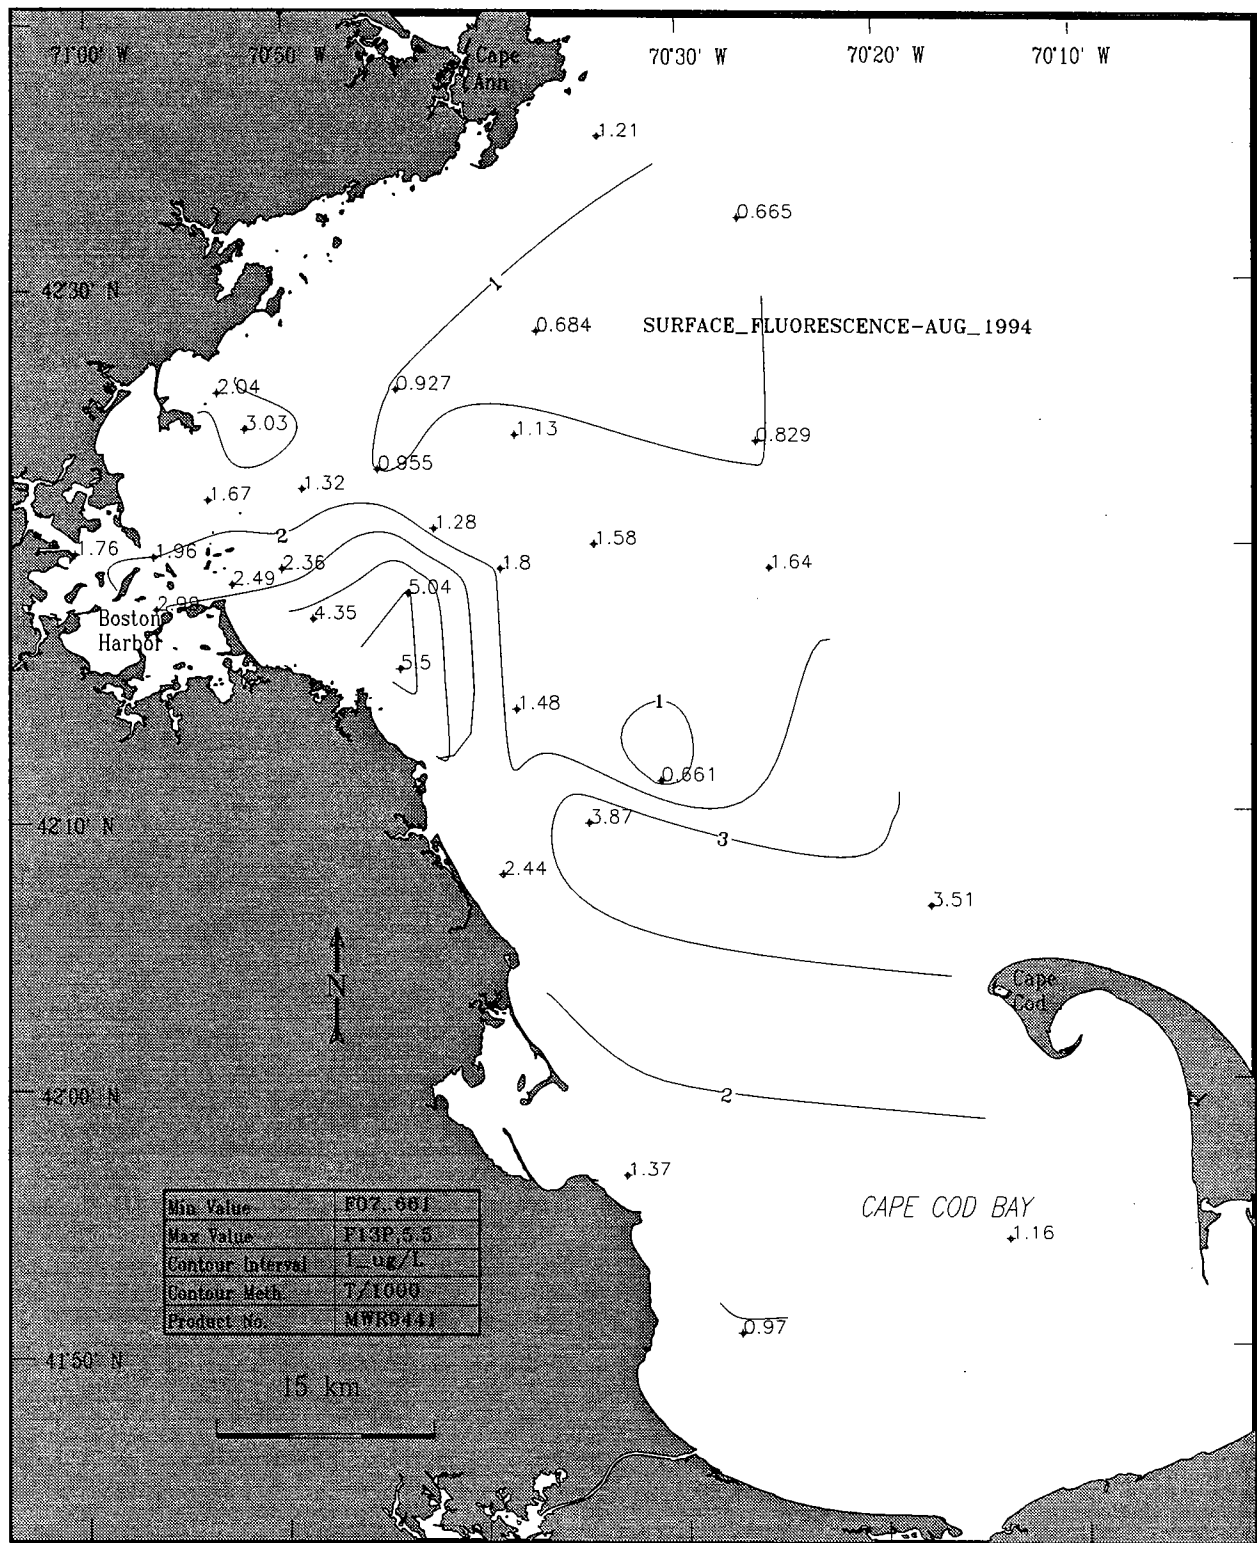 71°00' W 70°50' W 70°30' W 70°20' W 70°10' W
Cape
Ann
1.21
0.665
1
42°30' N
0.684
SURFACE_FLUORESCENCE-AUG_1994
2.04
0.927
3.03
1.13
0.829
0.955
1.32
1.67
2
1.28
1.58
1.76
1.96
2.36
1.8
1.64
2.49
5.04
2.99
4.35
Boston
Harbor
5.5
1.48
1
0.661
42°10' N
3.87
3
2.44
3.51
N
Cape
Cod
42°00' N
2
1.37
CAPE COD BAY
1.16
Min Value F07,.661
Max Value F13P,5.5
Contour Interval 1_ug/L
Contour Meth. T/1000
Product No. MWR9441
0.97
41°50' N
15 km